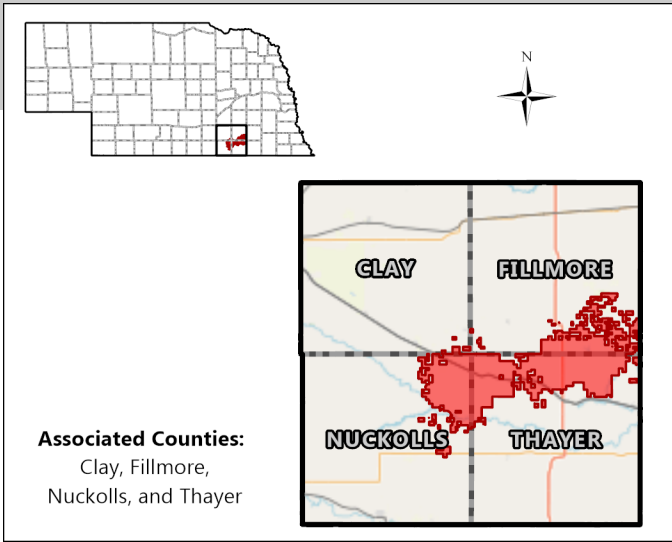 N
CLAY
FILLMORE
NUCKOLLS
THAYER
Associated Counties:
Clay, Fillmore,
Nuckolls, and Thayer